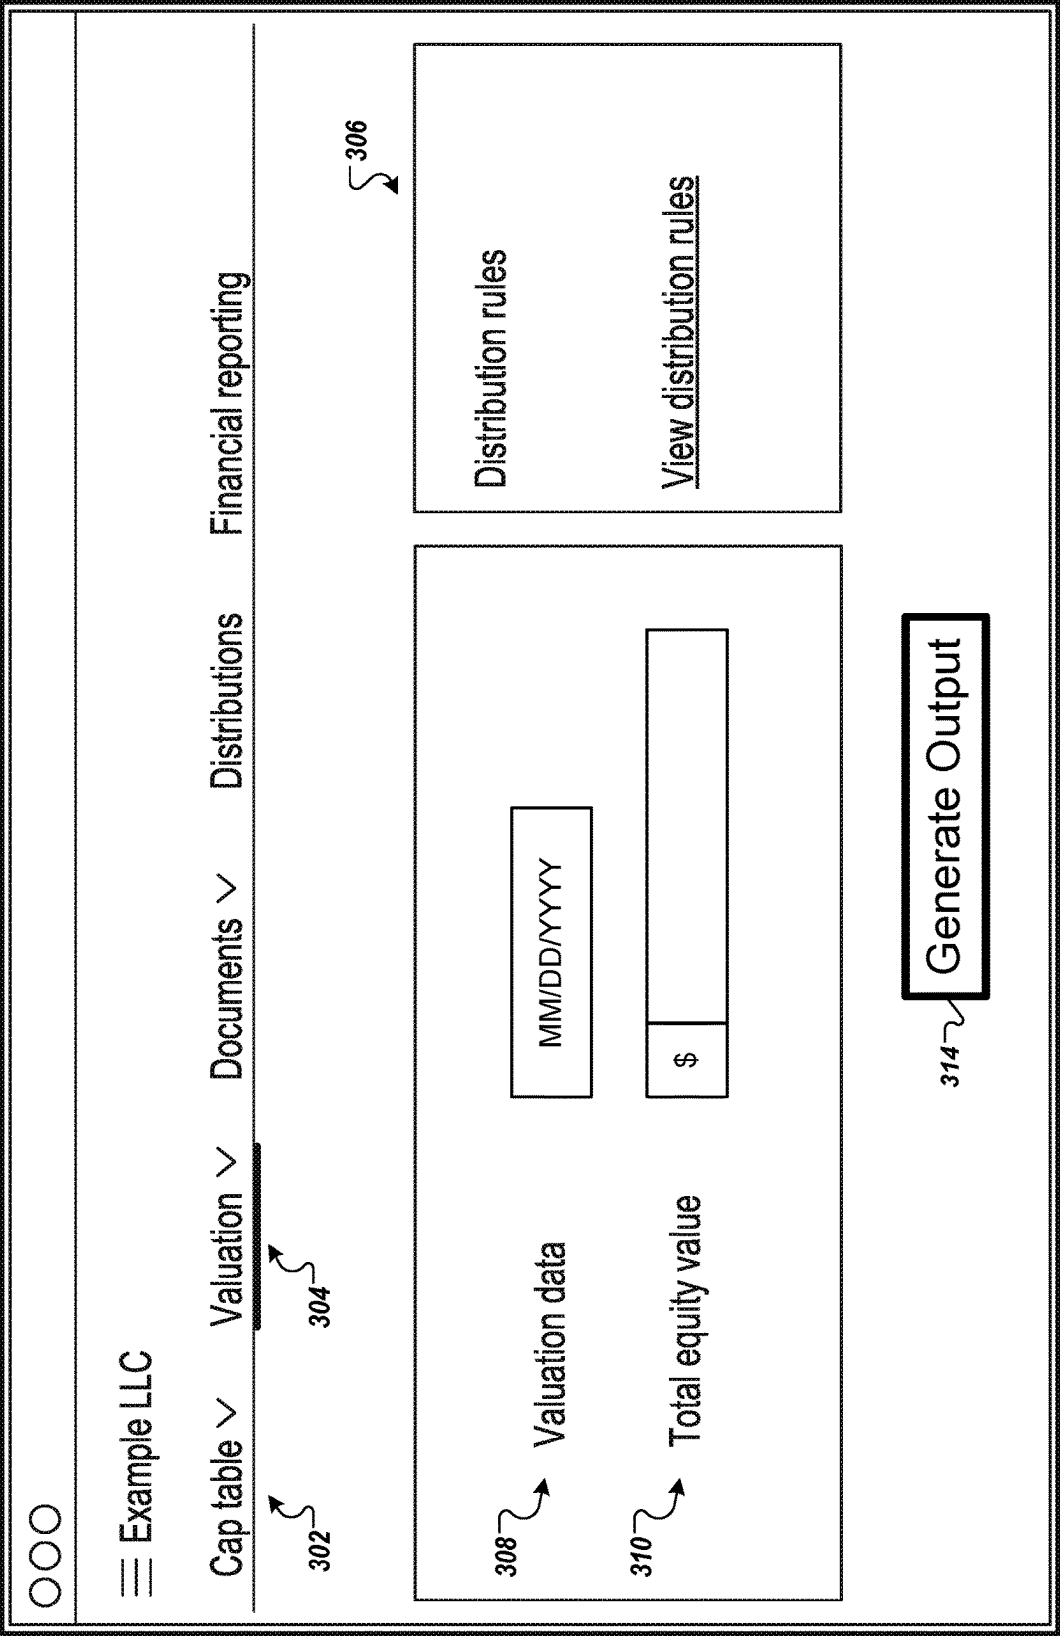 Example LLC
Cap table Valuation Documents Distributions Financial reporting
302
304
306
308
Valuation data
MM/DD/YYYY
310
Total equity value
$
Distribution rules
View distribution rules
314
Generate Output